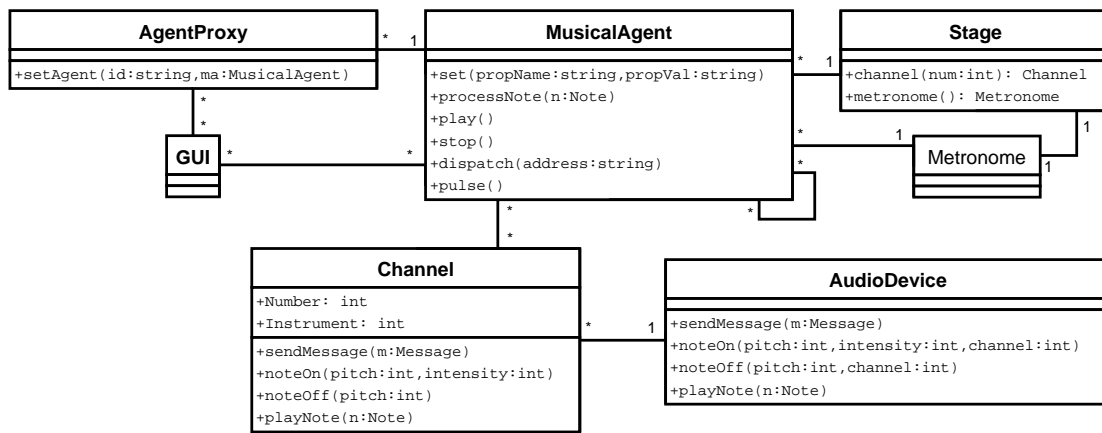 AgentProxy
+setAgent(id:string,ma:MusicalAgent)
* 1
MusicalAgent
+set(propName:string,propVal:string)
+processNote(n:Note)
+play()
+stop()
+dispatch(address:string)
+pulse()
* 1
Stage
+channel(num:int): Channel
+metronome(): Metronome
*
*
GUI
* *
* 1
Metronome
1
1
*
*
*
*
Channel
+Number: int
+Instrument: int
+sendMessage(m:Message)
+noteOn(pitch:int,intensity:int)
+noteOff(pitch:int)
+playNote(n:Note)
* 1
AudioDevice
+sendMessage(m:Message)
+noteOn(pitch:int,intensity:int,channel:int)
+noteOff(pitch:int,channel:int)
+playNote(n:Note)